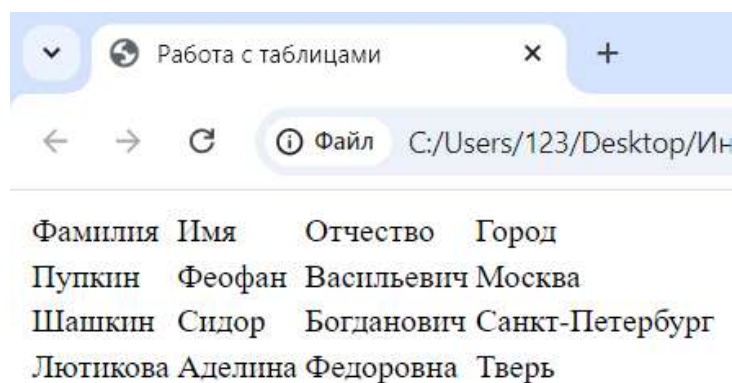 Работа с таблицами
Файл C:/Users/123/Desktop/Ин
Фамилия Имя Отчество Город
Пупкин Феофан Васильевич Москва
Шашкин Сидор Богданович Санкт-Петербург
Лютикова Аделина Федоровна Тверь